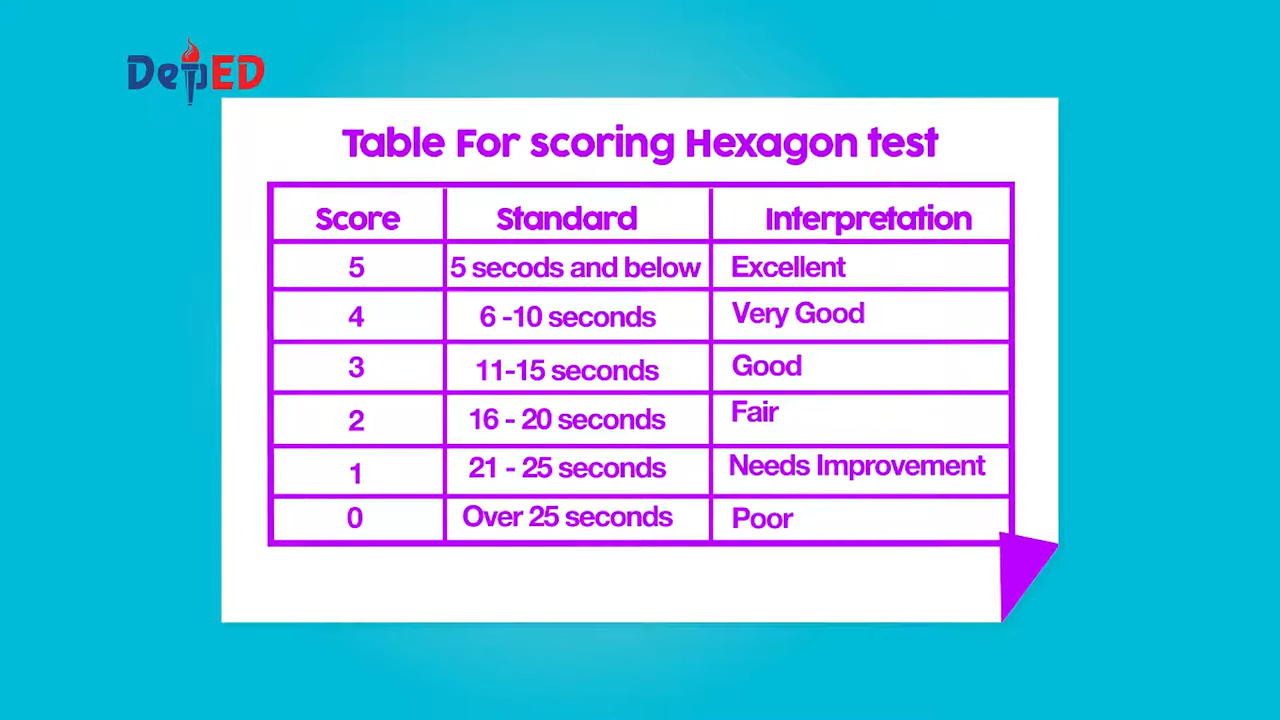 DepED
Table For scoring Hexagon test
Score Standard Interpretation
5 5 secods and below Excellent
4 6 -10 seconds Very Good
3 11-15 seconds Good
2 16 - 20 seconds Fair
1 21 - 25 seconds Needs Improvement
0 Over 25 seconds Poor